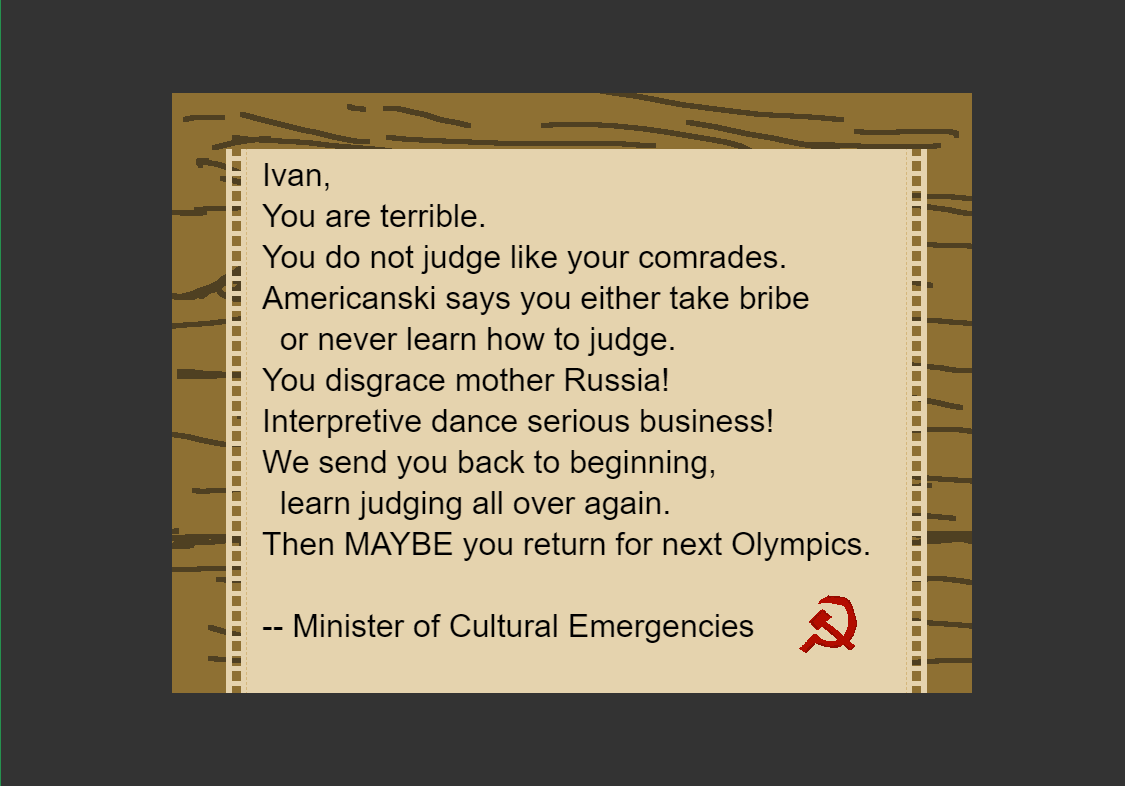 Ivan,
You are terrible.
You do not judge like your comrades.
Americanski says you either take bribe
or never learn how to judge.
You disgrace mother Russia!
Interpretive dance serious business!
We send you back to beginning,
learn judging all over again.
Then MAYBE you return for next Olympics.
-- Minister of Cultural Emergencies